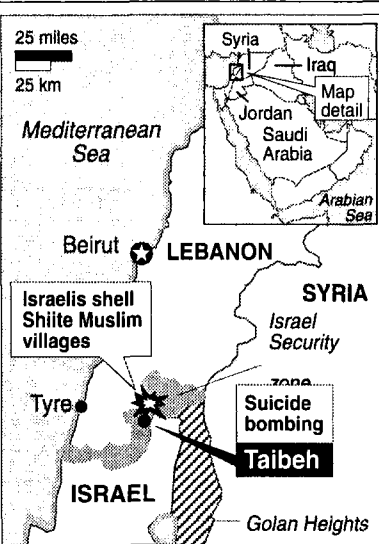 25 miles
25 km
Mediterranean
Sea
Syria
Iraq
Map
detail
Jordan
Saudi
Arabia
Arabian
Sea
Beirut
LEBANON
Israelis shell
Shiite Muslim
villages
SYRIA
Israel
Security
zone
Tyre
Suicide
bombing
Taibeh
ISRAEL
Golan Heights